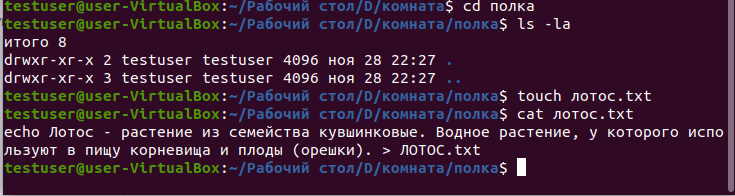 testuser@user-VirtualBox:~/Рабочий стол/D/комната$ cd полка
testuser@user-VirtualBox:~/Рабочий стол/D/комната/полка$ ls -la
итого 8
drwxr-xr-x 2 testuser testuser 4096 ноя 28 22:27 .
drwxr-xr-x 3 testuser testuser 4096 ноя 28 22:27 ..
testuser@user-VirtualBox:~/Рабочий стол/D/комната/полка$ touch лотос.txt
testuser@user-VirtualBox:~/Рабочий стол/D/комната/полка$ cat лотос.txt
echo Лотос - растение из семейства кувшинковые. Водное растение, у которого испо
льзуют в пищу корневища и плоды (орешки). > ЛОТОС.txt
testuser@user-VirtualBox:~/Рабочий стол/D/комната/полка$